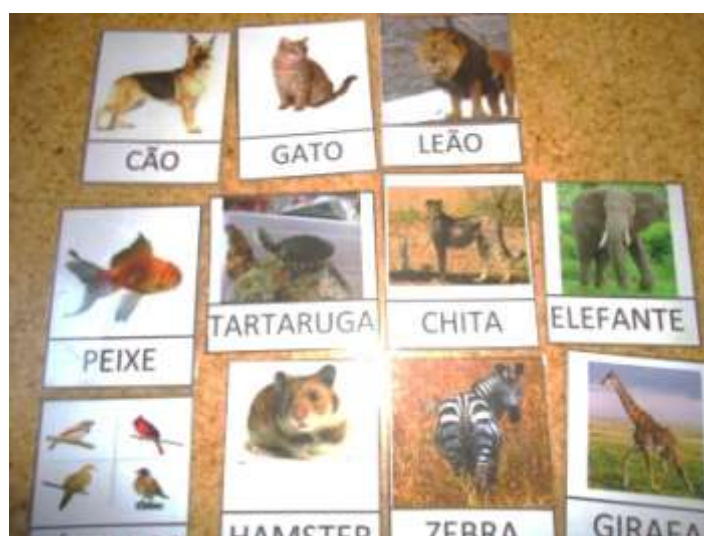 CÃO
GATO
LEÃO
PEIXE
TARTARUGA
CHITA
ELEFANTE
HAMSTER
ZEBRA
GIRAFA